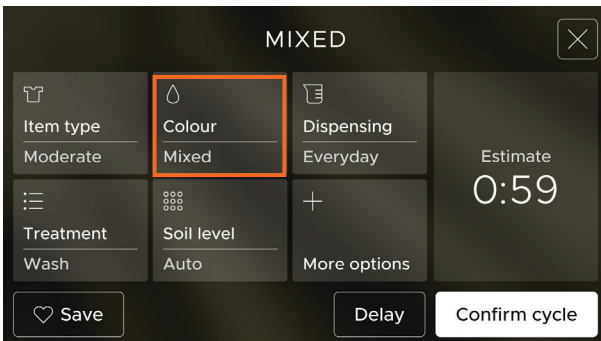 MIXED
Item type
Moderate
Colour
Mixed
Dispensing
Everyday
Estimate
0:59
Treatment
Wash
Soil level
Auto
More options
Save
Delay
Confirm cycle